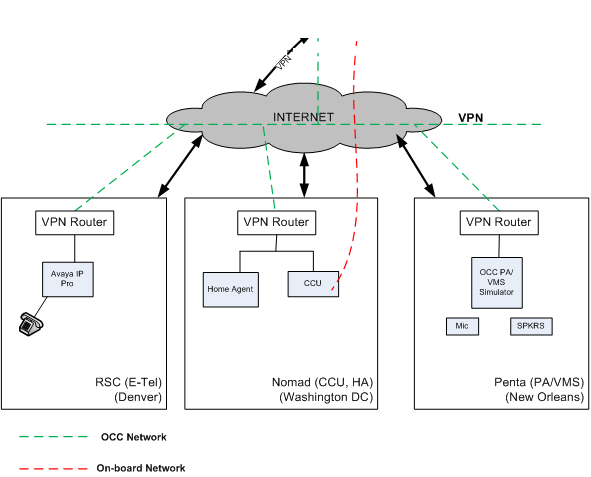 VPN
INTERNET
VPN
VPN Router
VPN Router
VPN Router
Avaya IP
Pro
Home Agent
CCU
OCC PA/
VMS
Simulator
Mic
SPKRS
RSC (E-Tel)
(Denver)
Nomad (CCU, HA)
(Washington DC)
Penta (PA/VMS)
(New Orleans)
OCC Network
On-board Network